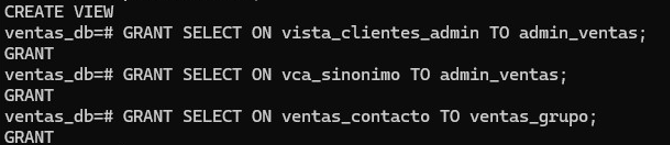 CREATE VIEW
ventas_db=# GRANT SELECT ON vista_clientes_admin TO admin_ventas;
GRANT
ventas_db=# GRANT SELECT ON vca_sinonimo TO admin_ventas;
GRANT
ventas_db=# GRANT SELECT ON ventas_contacto TO ventas_grupo;
GRANT